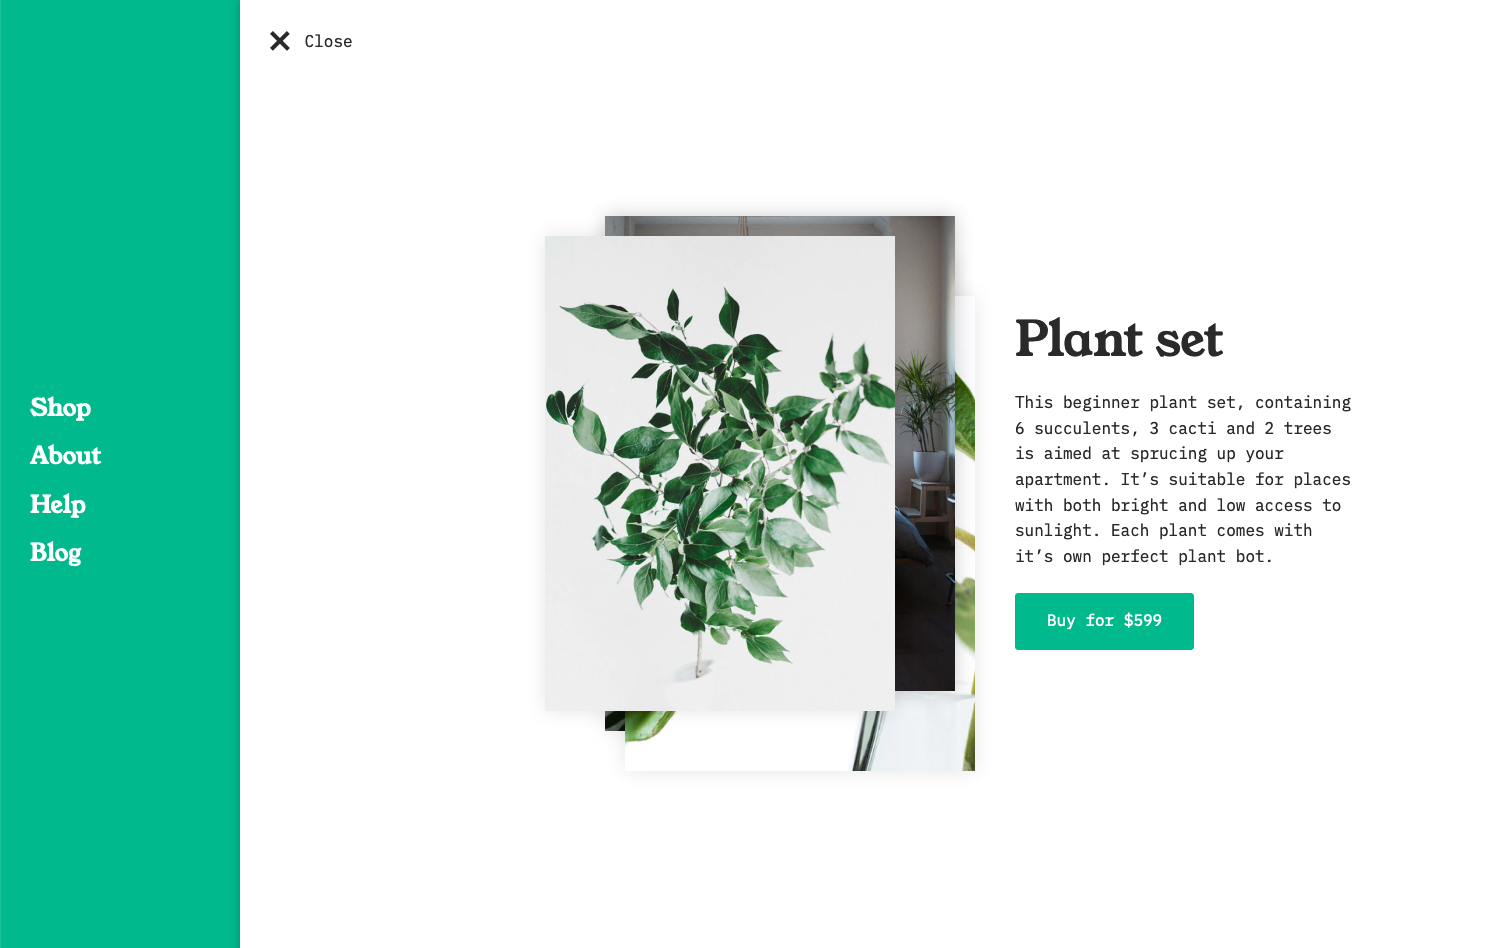 Close
Shop
About
Help
Blog
Plant set
This beginner plant set, containing
6 succulents, 3 cacti and 2 trees
is aimed at sprucing up your
apartment. It’s suitable for places
with both bright and low access to
sunlight. Each plant comes with
it’s own perfect plant bot.
Buy for $599